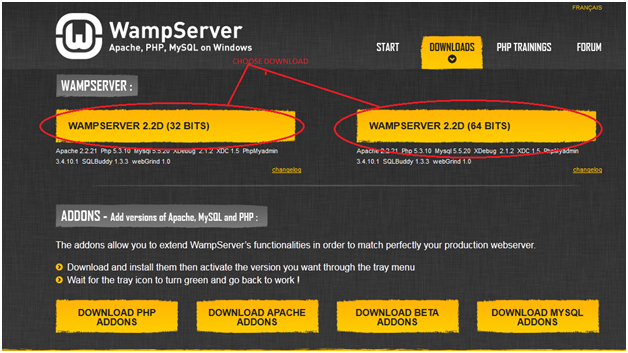 FRANÇAIS
WampServer
Apache, PHP, MySQL on Windows
START DOWNLOADS PHP TRAININGS FORUM
CHOOSE DOWNLOAD
WAMPSERVER :
WAMPSERVER 2.2D (32 BITS)
Apache 2.2.21 Php 5.3.10 Mysql 5.5.20 XDebug 2.1.2 XDC 1.5 PhpMyadmin
3.4.10.1 SQLBuddy 1.3.3 webGrind 1.0
changelog
WAMPSERVER 2.2D (64 BITS)
Apache 2.2.21 Php 5.3.10 Mysql 5.5.20 XDebug 2.1.2 XDC 1.5 PhpMyadmin
3.4.10.1 SQLBuddy 1.3.3 webGrind 1.0
changelog
ADDONS - Add versions of Apache, MySQL and PHP :
The addons allow you to extend WampServer's functionalities in order to match perfectly your production webserver.
Download and install them then activate the version you want through the tray menu
Wait for the tray icon to turn green and go back to work !
DOWNLOAD PHP
ADDONS
DOWNLOAD APACHE
ADDONS
DOWNLOAD BETA
ADDONS
DOWNLOAD MYSQL
ADDONS